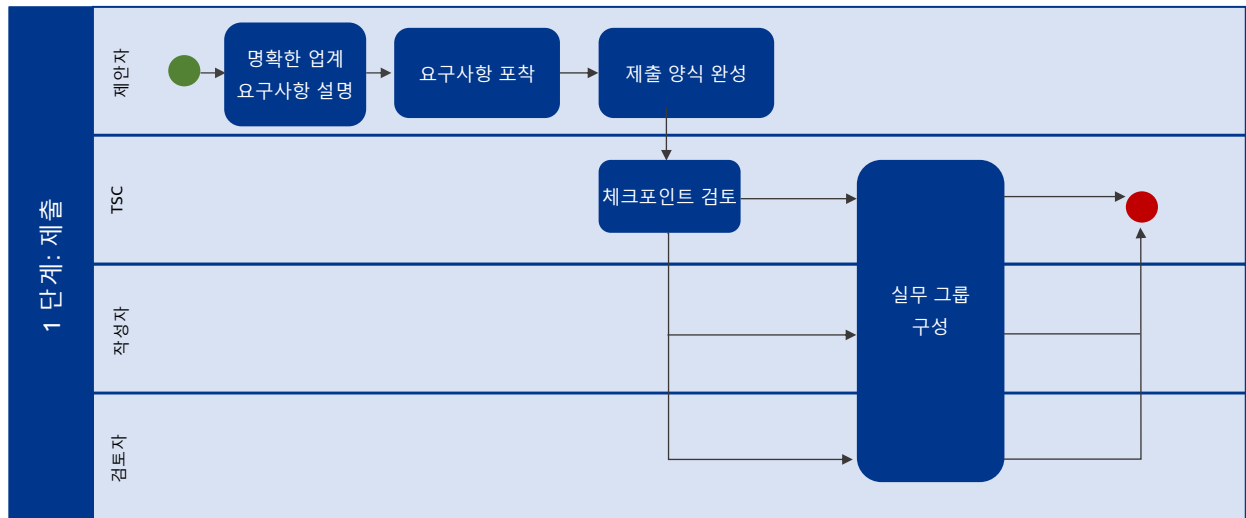 1 단계: 제출
제안자
명확한 업계
요구사항 설명
요구사항 포착
제출 양식 완성
TSC
체크포인트 검토
작성자
실무 그룹
구성
검토자